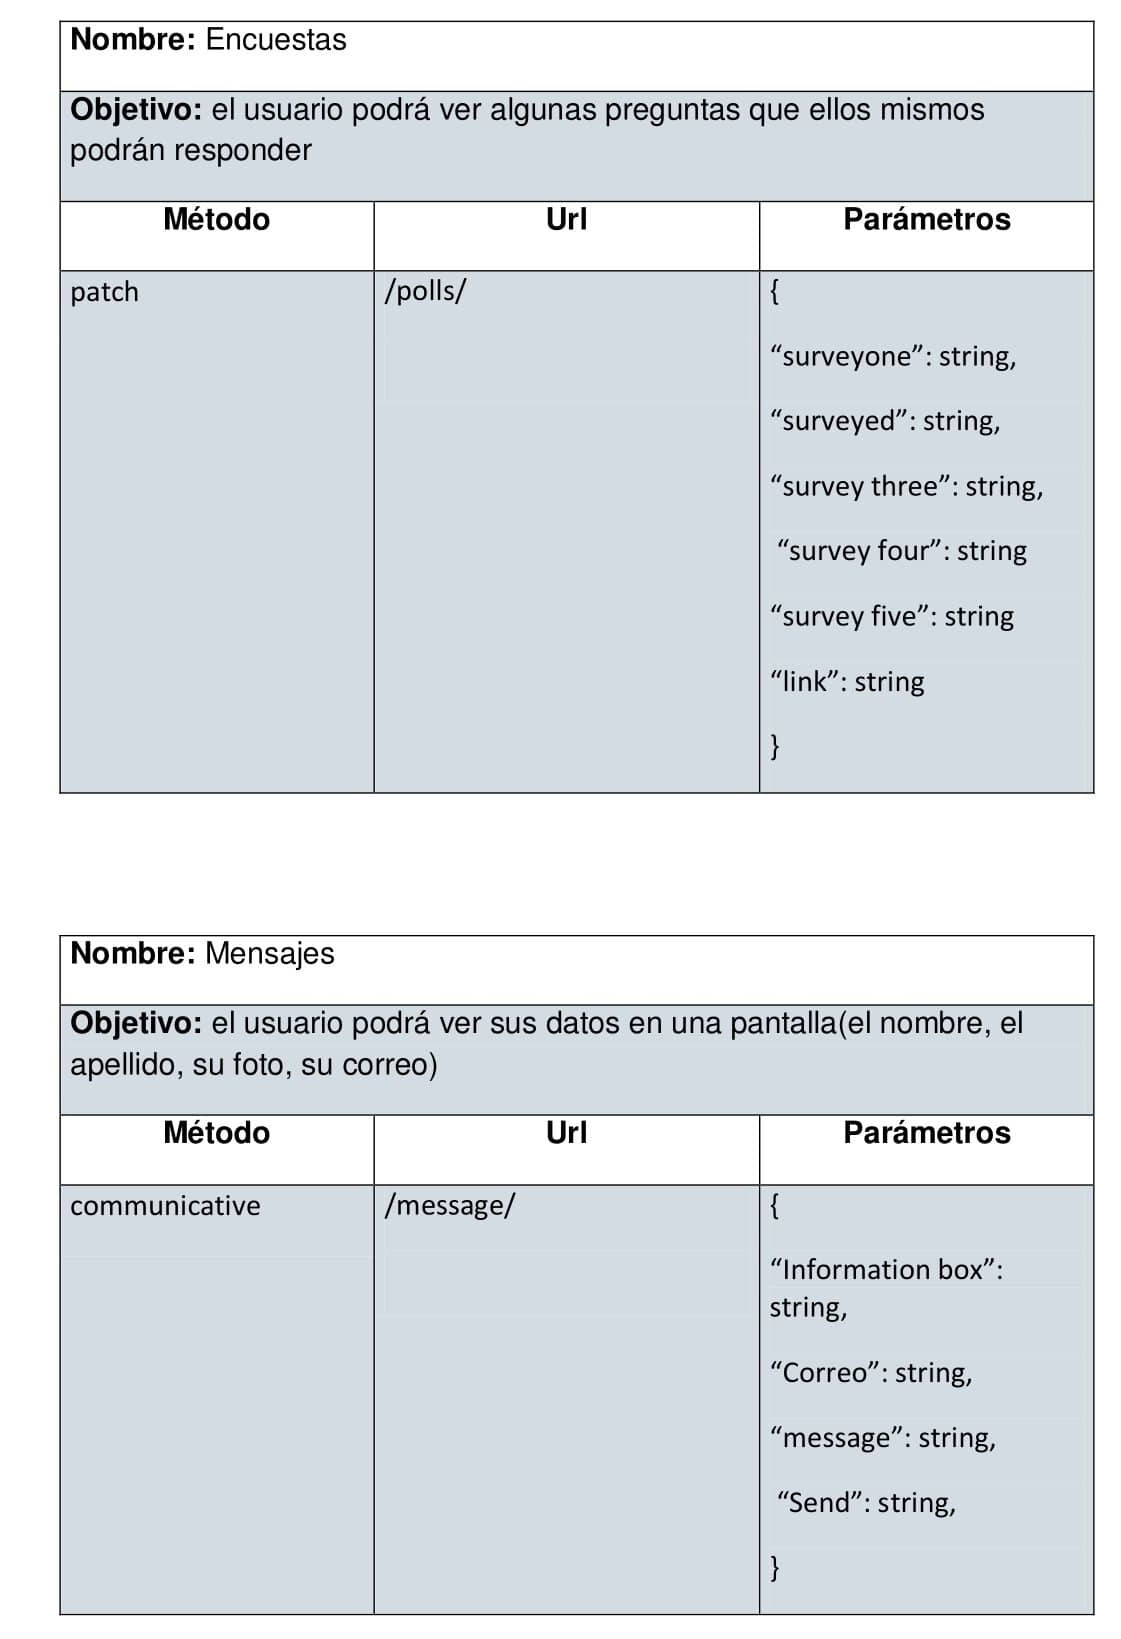 Nombre: Encuestas
Objetivo: el usuario podrá ver algunas preguntas que ellos mismos
podrán responder
Método Url Parámetros
patch /polls/ {
“surveyone”: string,
“surveyed”: string,
“survey three”: string,
“survey four”: string
“survey five”: string
“link”: string
}
Nombre: Mensajes
Objetivo: el usuario podrá ver sus datos en una pantalla(el nombre, el
apellido, su foto, su correo)
Método Url Parámetros
communicative /message/ {
“Information box”:
string,
“Correo”: string,
“message”: string,
“Send”: string,
}